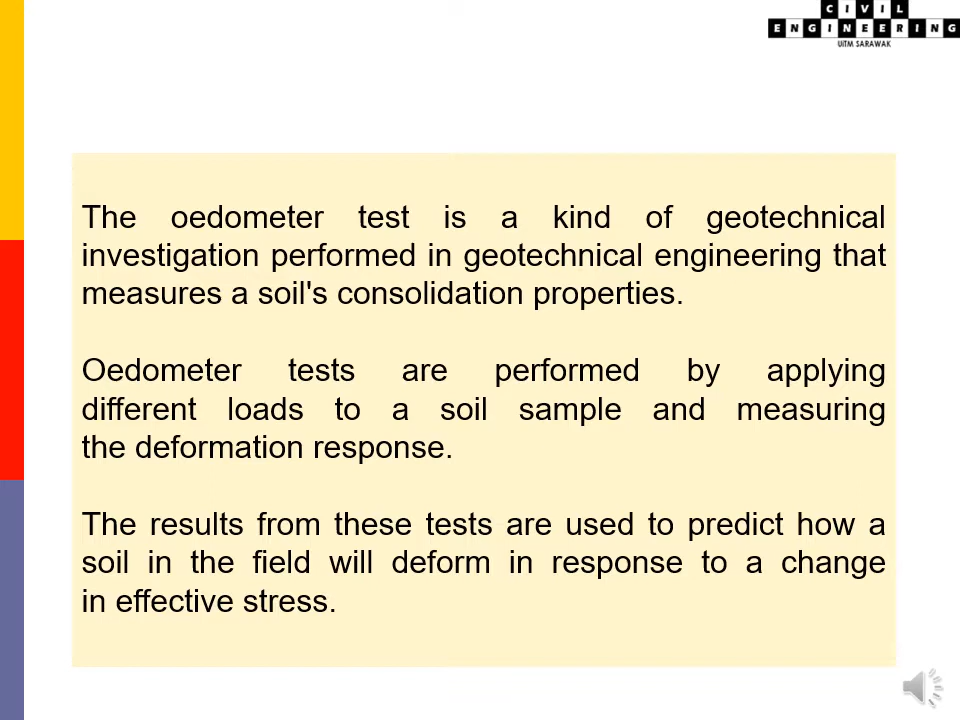 CIVIL
ENGINEERING
UiTM SARAWAK
The oedometer test is a kind of geotechnical
investigation performed in geotechnical engineering that
measures a soil's consolidation properties.
Oedometer tests are performed by applying
different loads to a soil sample and measuring
the deformation response.
The results from these tests are used to predict how a
soil in the field will deform in response to a change
in effective stress.